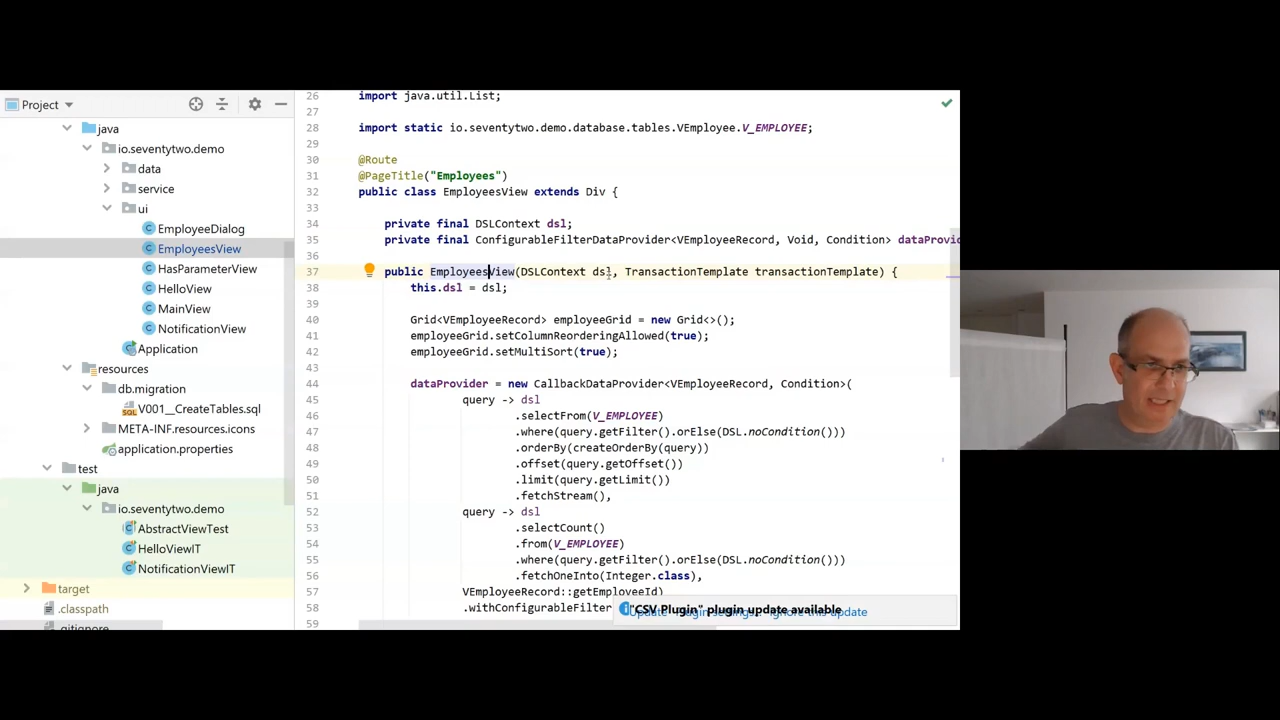 Project
java
io.seventytwo.demo
data
service
ui
EmployeeDialog
EmployeesView
HasParameterView
HelloView
MainView
NotificationView
Application
resources
db.migration
V001__CreateTables.sql
META-INF.resources.icons
application.properties
test
java
io.seventytwo.demo
AbstractViewTest
HelloViewIT
NotificationViewIT
target
.classpath
.gitignore
26 import java.util.List;
27
28 import static io.seventytwo.demo.database.tables.VEmployee.V_EMPLOYEE;
29
30 @Route
31 @PageTitle("Employees")
32 public class EmployeesView extends Div {
33
34 private final DSLContext dsl;
35 private final ConfigurableFilterDataProvider<VEmployeeRecord, Void, Condition> dataProvi
37 public EmployeesView(DSLContext dsl, TransactionTemplate transactionTemplate) {
38 this.dsl = dsl;
39
40 Grid<VEmployeeRecord> employeeGrid = new Grid<>();
41 employeeGrid.setColumnReorderingAllowed(true);
42 employeeGrid.setMultiSort(true);
43
44 dataProvider = new CallbackDataProvider<VEmployeeRecord, Condition>(
45 query -> dsl
46 .selectFrom(V_EMPLOYEE)
47 .where(query.getFilter().orElse(DSL.noCondition()))
48 .orderBy(createOrderBy(query))
49 .offset(query.getOffset())
50 .limit(query.getLimit())
51 .fetchStream(),
52 query -> dsl
53 .selectCount()
54 .from(V_EMPLOYEE)
55 .where(query.getFilter().orElse(DSL.noCondition()))
56 .fetchOneInto(Integer.class),
57 VEmployeeRecord::getEmployeeId)
58 .withConfigurableFilter
59
"CSV Plugin" plugin update available
Update Plugin settings Ignore this update